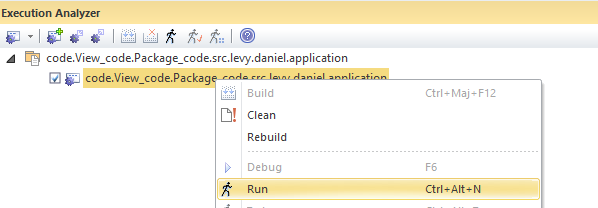 Execution Analyzer
code.View_code.Package_code.src.levy.daniel.application
code.View_code.Package_code.src.levy.daniel.application
Build Ctrl+Maj+F12
Clean
Rebuild
Debug F6
Run Ctrl+Alt+N